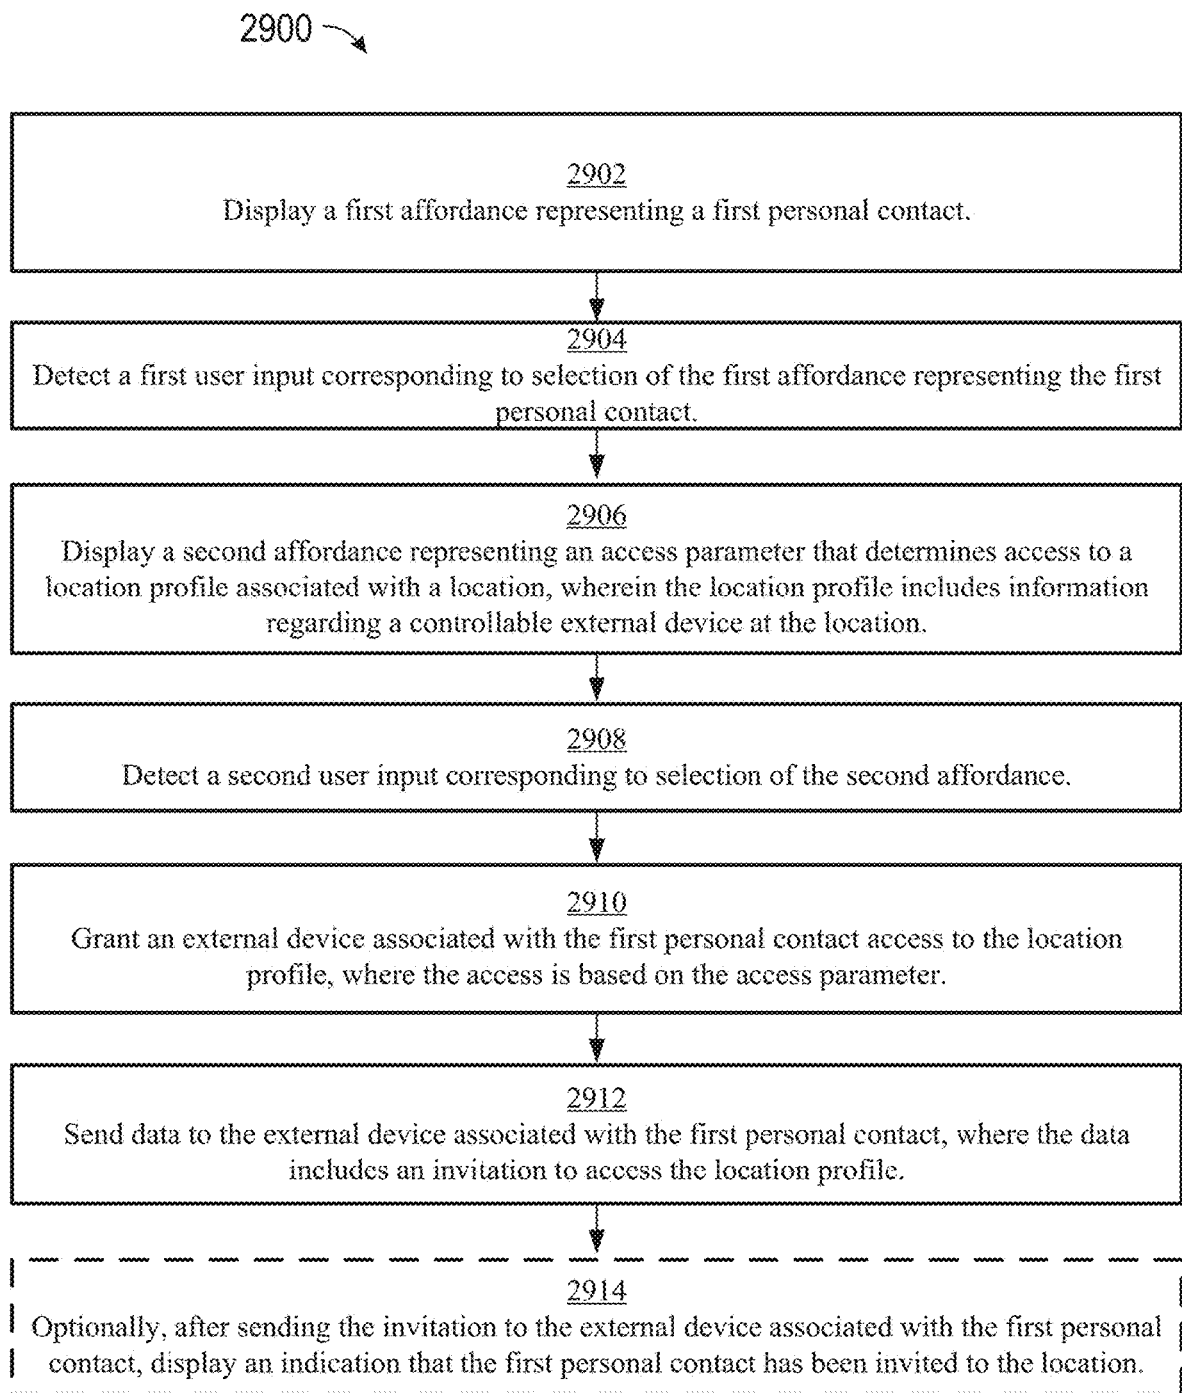 2900
2902
Display a first affordance representing a first personal contact.
2904
Detect a first user input corresponding to selection of the first affordance representing the first
personal contact.
2906
Display a second affordance representing an access parameter that determines access to a
location profile associated with a location, wherein the location profile includes information
regarding a controllable external device at the location.
2908
Detect a second user input corresponding to selection of the second affordance.
2910
Grant an external device associated with the first personal contact access to the location
profile, where the access is based on the access parameter.
2912
Send data to the external device associated with the first personal contact, where the data
includes an invitation to access the location profile.
2914
Optionally, after sending the invitation to the external device associated with the first personal
contact, display an indication that the first personal contact has been invited to the location.